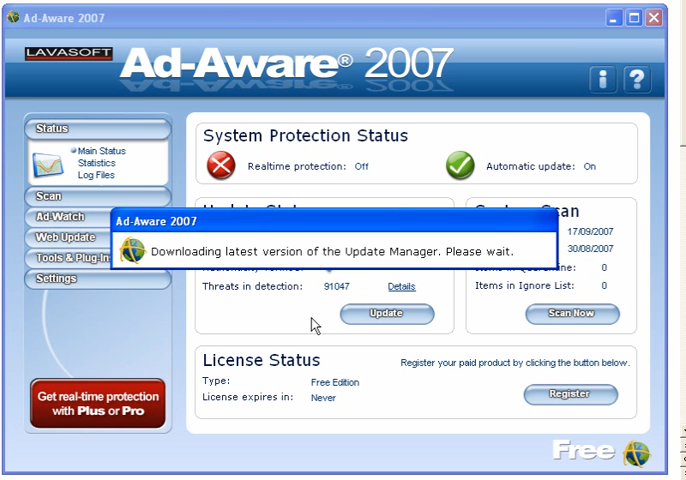 Ad-Aware 2007
LAVASOFT
Ad-Aware® 2007
Status
Main Status
Statistics
Log Files
Scan
Ad-Watch
Web Update
Tools & Plug-In
Settings
Get real-time protection
with Plus or Pro
System Protection Status
Realtime protection: Off
Automatic update: On
Ad-Aware 2007
Downloading latest version of the Update Manager. Please wait.
Threats in detection: 91047 Details
Update
17/09/2007
30/08/2007
0
Items in Ignore List: 0
Scan Now
License Status
Register your paid product by clicking the button below.
Type: Free Edition
License expires in: Never
Register
Free